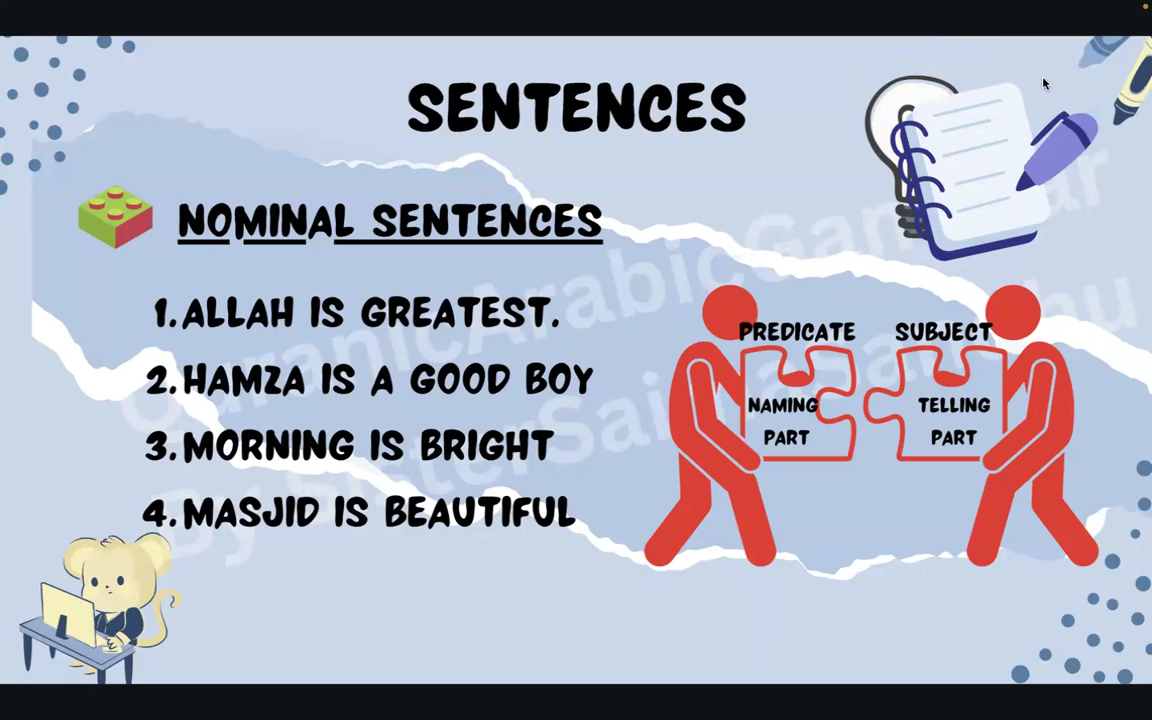 SENTENCES
NOMINAL SENTENCES
1. ALLAH IS GREATEST.
2. HAMZA IS A GOOD BOY
3. MORNING IS BRIGHT
4. MASJID IS BEAUTIFUL
PREDICATE SUBJECT
NAMING TELLING
PART PART